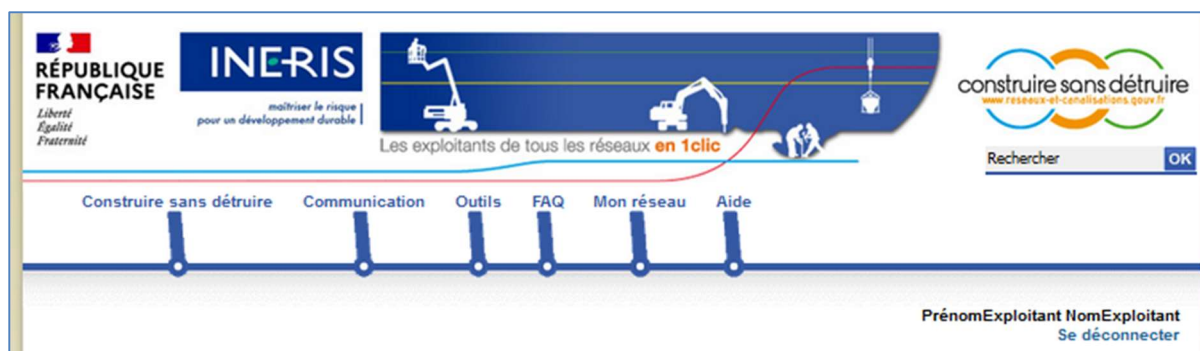 RÉPUBLIQUE
FRANÇAISE
Liberté
Égalité
Fraternité
INERIS
maîtriser le risque
pour un développement durable
Les exploitants de tous les réseaux en 1clic
construire sans détruire
www.reseaux-et-canalisations.gouv.fr
Rechercher OK
Construire sans détruire Communication Outils FAQ Mon réseau Aide
PrénomExploitant NomExploitant
Se déconnecter